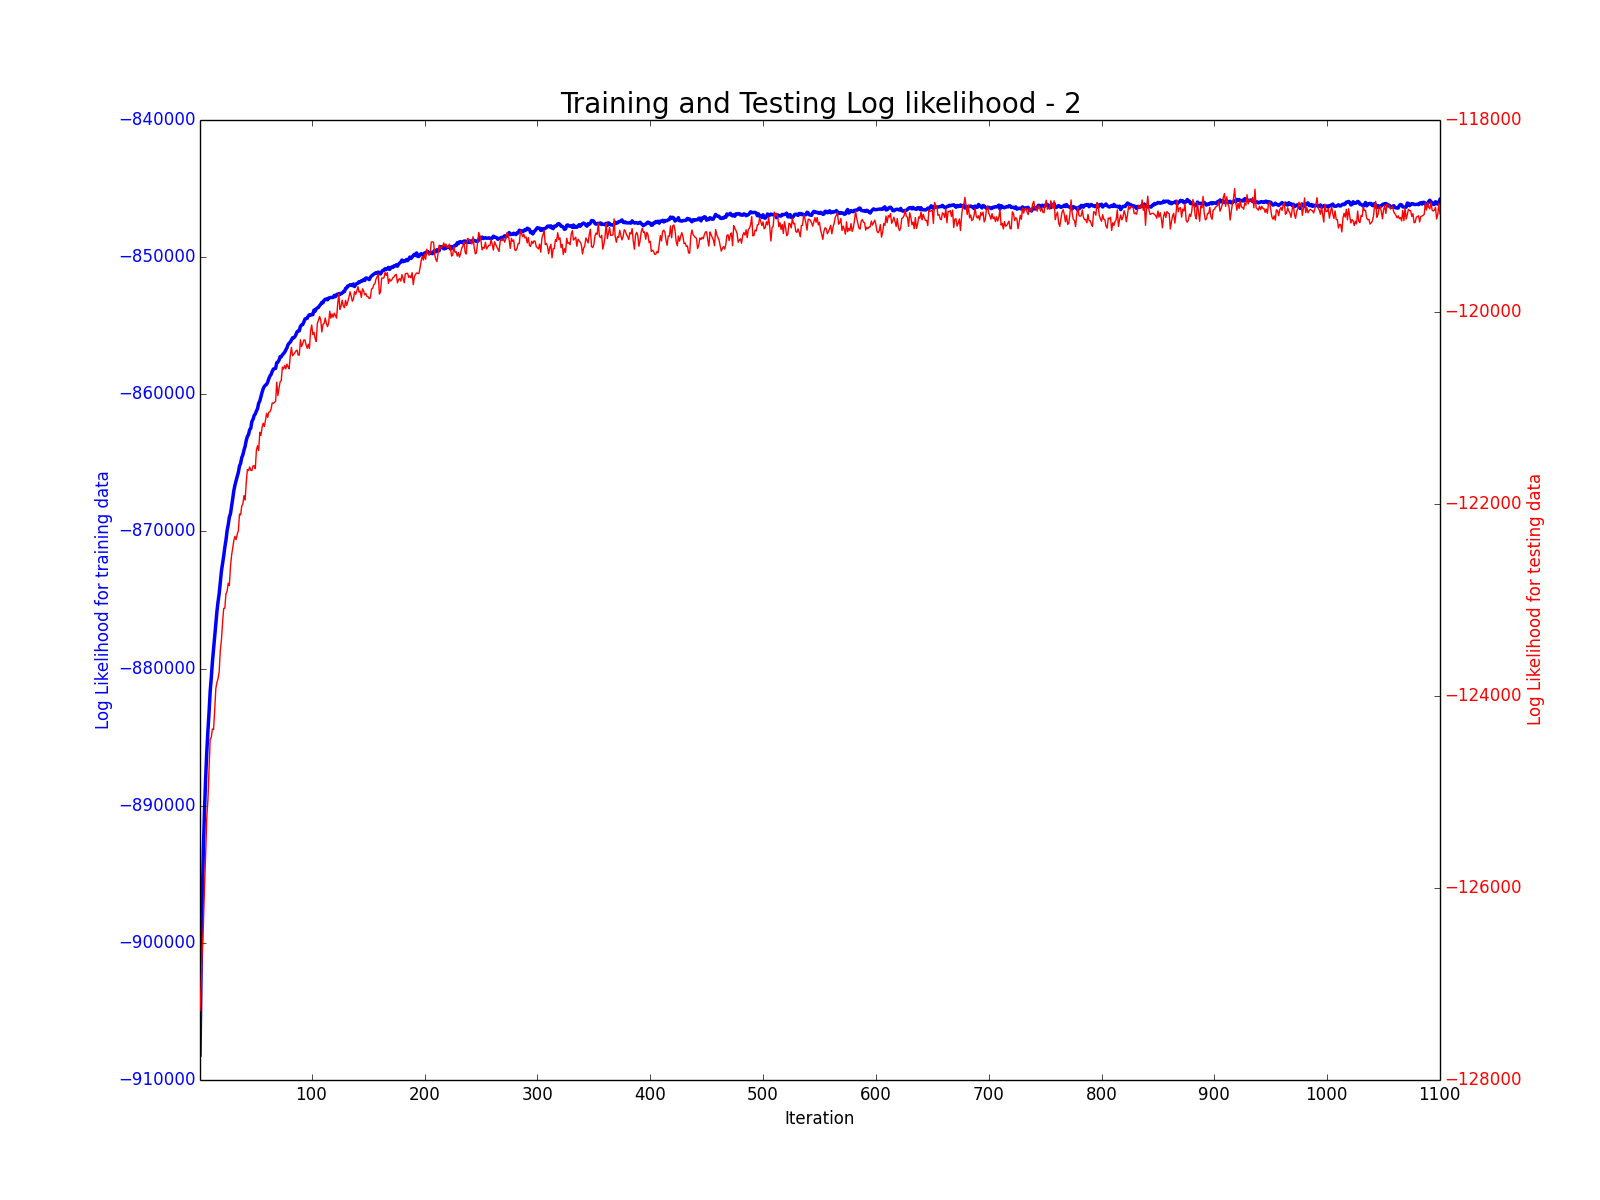 Training and Testing Log likelihood - 2
−840000
−850000
−860000
−870000
−880000
−890000
−900000
−910000
Log Likelihood for training data
−118000
−120000
−122000
−124000
−126000
−128000
Log Likelihood for testing data
100 200 300 400 500 600 700 800 900 1000 1100
Iteration